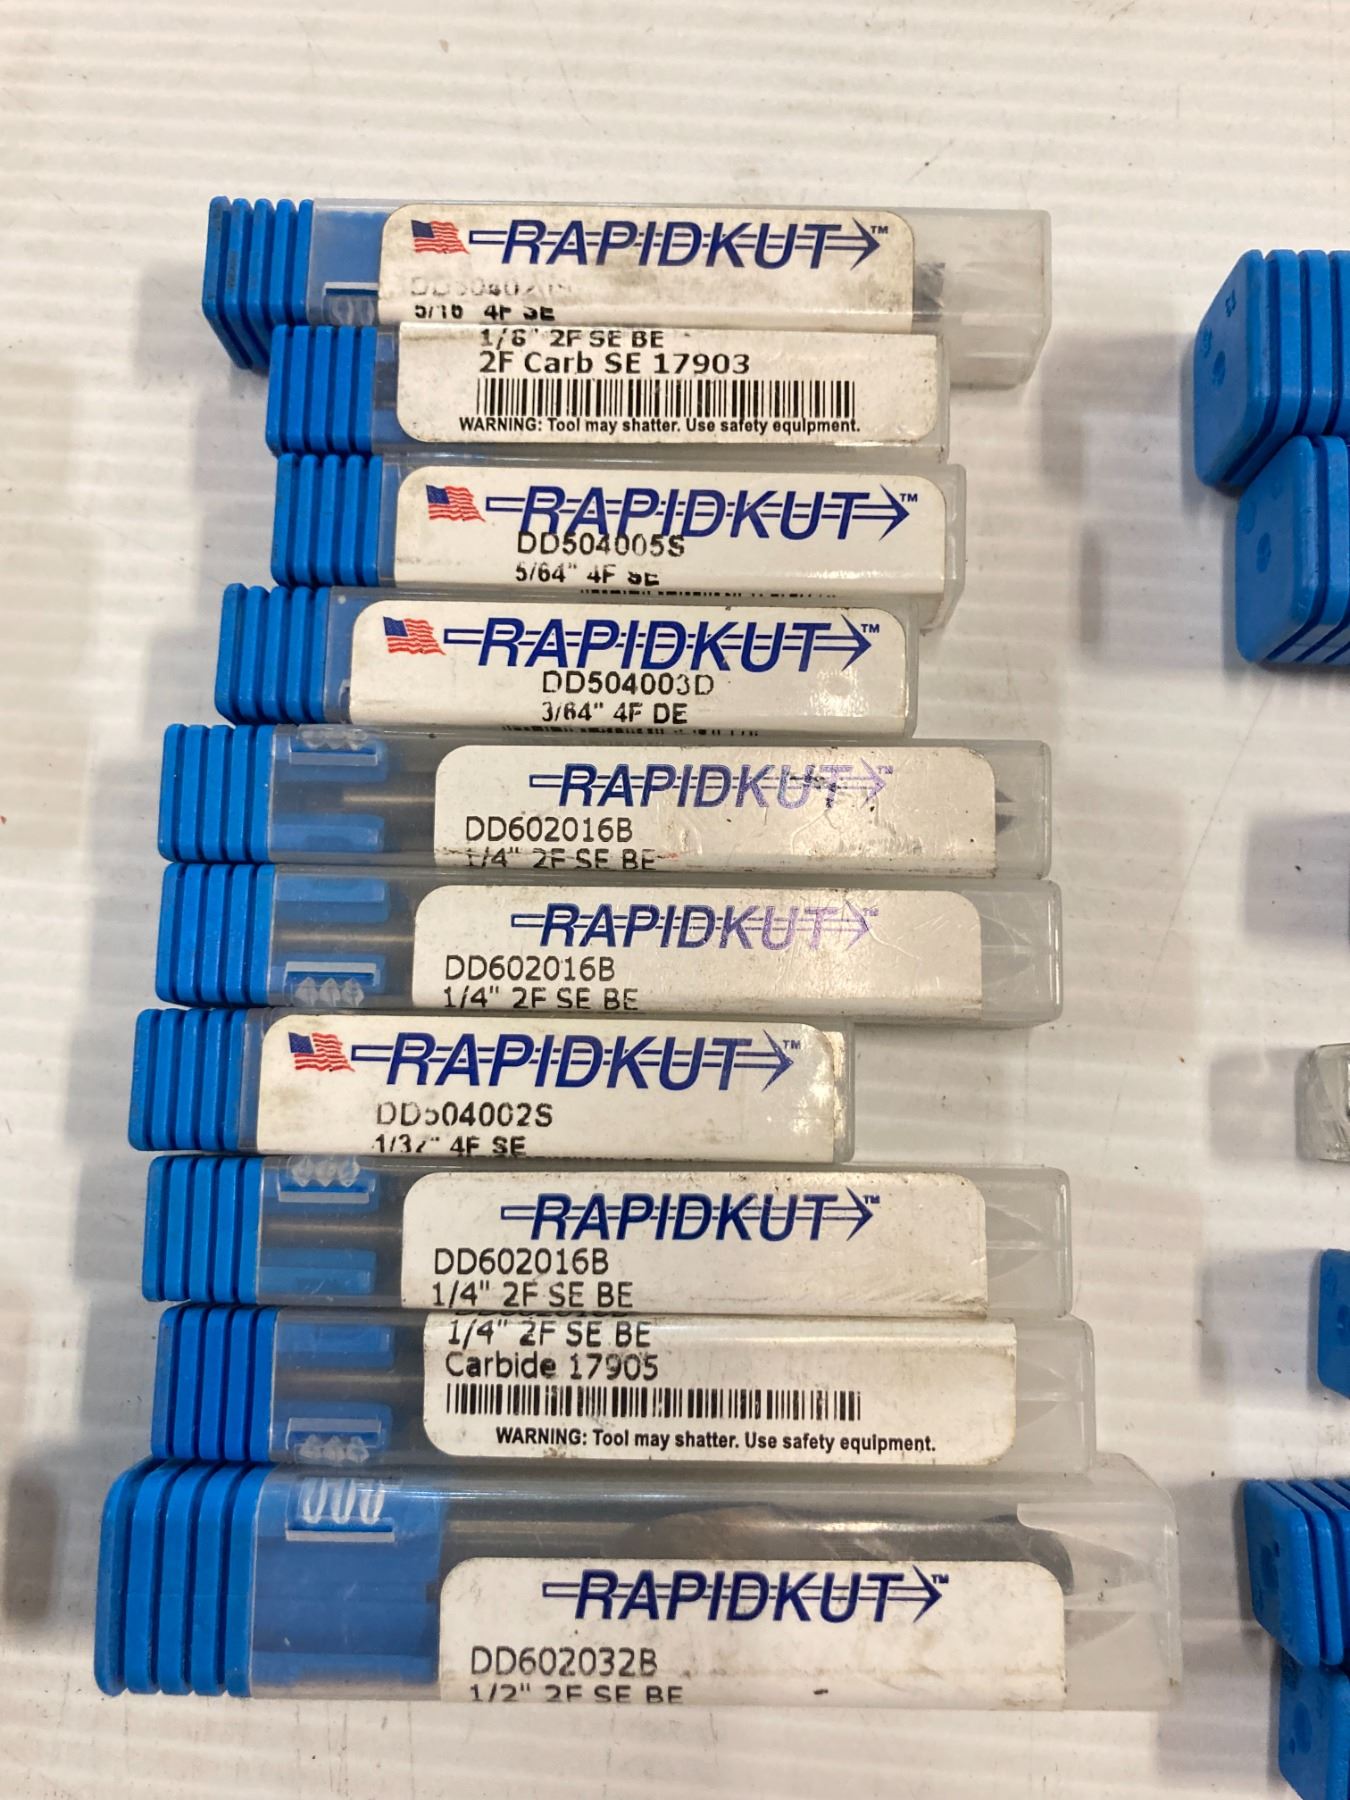 RAPIDKUT™
5/16 4F SE
1/8" 2F SE BE
2F Carb SE 17903
WARNING: Tool may shatter. Use safety equipment.
RAPIDKUT™
DD504005S
5/64" 4F SE
RAPIDKUT™
DD504003D
3/64" 4F DE
RAPIDKUT™
DD602016B
1/4" 2F SE BE
RAPIDKUT™
DD602016B
1/4" 2F SE BE
RAPIDKUT™
DD504002S
1/32" 4F SE
RAPIDKUT™
DD602016B
1/4" 2F SE BE
1/4" 2F SE BE
Carbide 17905
WARNING: Tool may shatter. Use safety equipment.
RAPIDKUT™
DD602032B
1/2" 2F SE BE